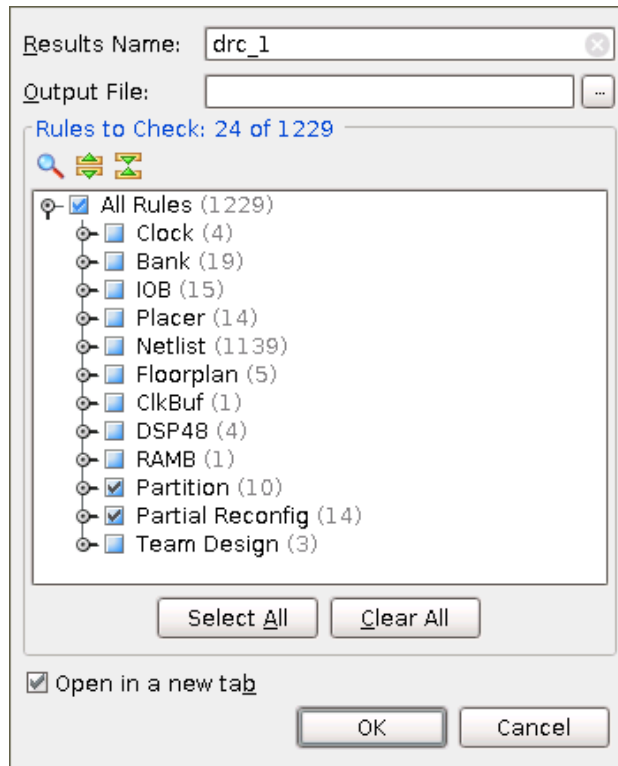 Results Name: drc_1
Output File: ...
Rules to Check: 24 of 1229
All Rules (1229)
Clock (4)
Bank (19)
IOB (15)
Placer (14)
Netlist (1139)
Floorplan (5)
ClkBuf (1)
DSP48 (4)
RAMB (1)
Partition (10)
Partial Reconfig (14)
Team Design (3)
Select All Clear All
Open in a new tab
OK Cancel